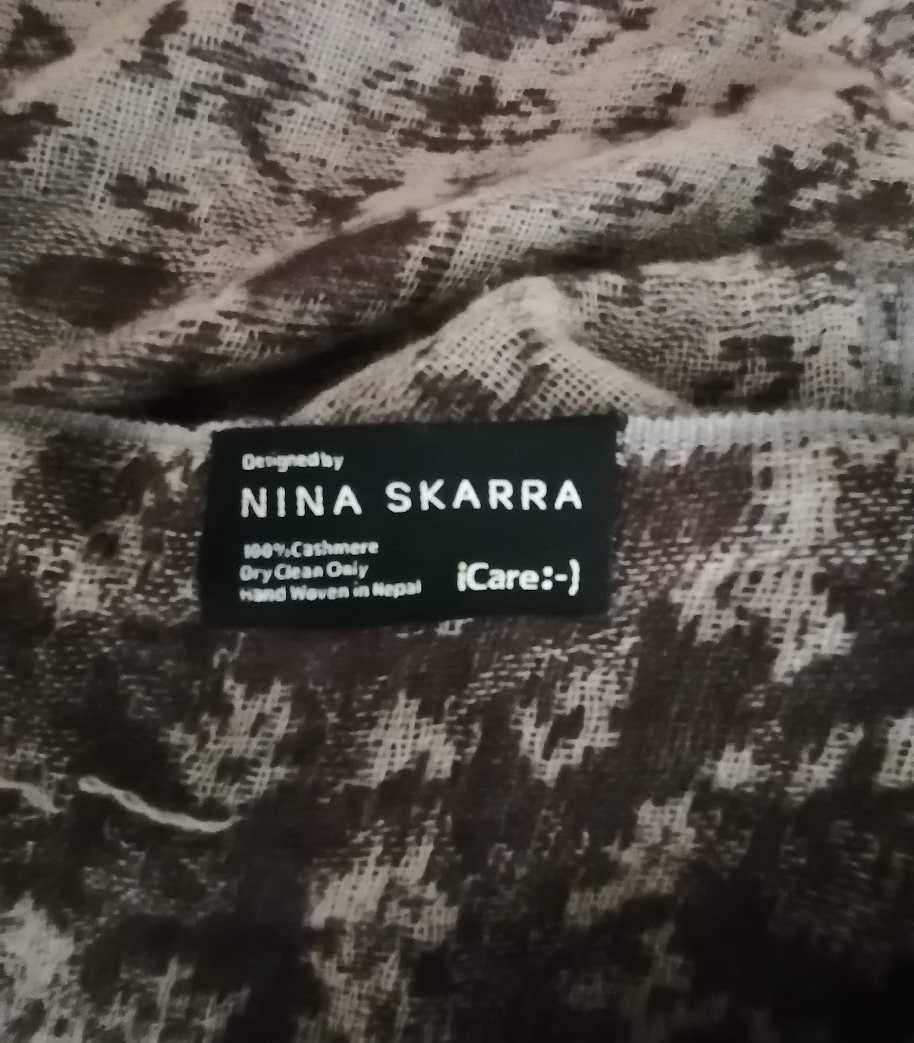 Designed by
NINA SKARRA
100% Cashmere
Dry Clean Only
Hand Woven in Nepal
iCare:-)